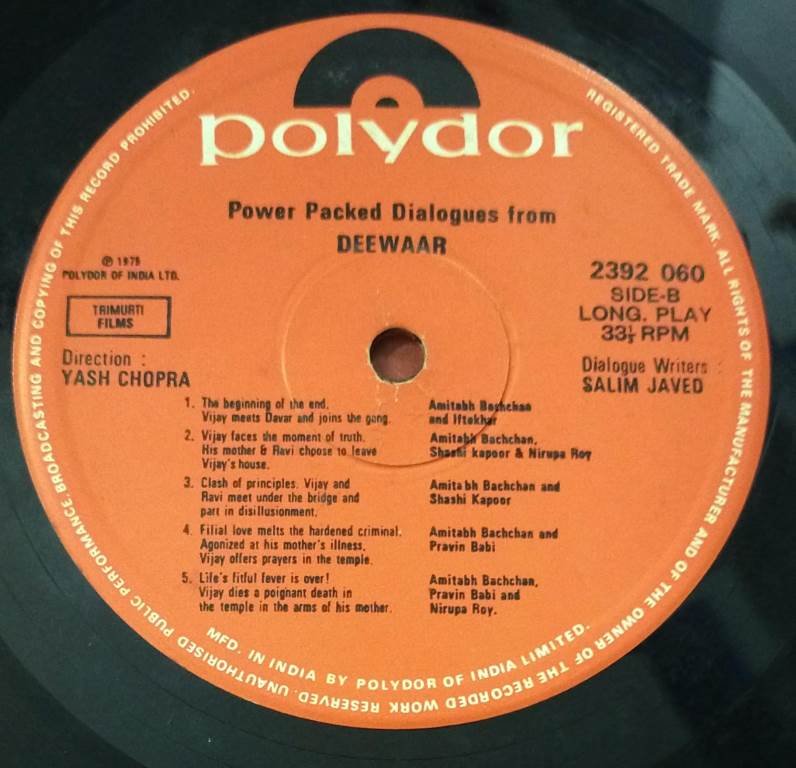 polydor
Power Packed Dialogues from
DEEWAAR
℗ 1975
POLYDOR OF INDIA LTD.
TRIMURTI
FILMS
Direction :
YASH CHOPRA
2392 060
SIDE-B
LONG. PLAY
33⅓ RPM
Dialogue Writers :
SALIM JAVED
1. The beginning of the end. Amitabh Bachchan
Vijay meets Davar and joins the gang. and Iftekhar
2. Vijay faces the moment of truth. Amitabh Bachchan,
His mother & Ravi choose to leave Shashi kapoor & Nirupa Roy
Vijay's house.
3. Clash of principles. Vijay and Amitabh Bachchan and
Ravi meet under the bridge and Shashi Kapoor
part in disillusionment.
4. Filial love melts the hardened criminal. Amitabh Bachchan and
Agonized at his mother's illness, Pravin Babi
Vijay offers prayers in the temple.
5. Life's fitful fever is over! Amitabh Bachchan,
Vijay dies a poignant death in Pravin Babi and
the temple in the arms of his mother. Nirupa Roy.
REGISTERED TRADE MARK. ALL RIGHTS OF THE MANUFACTURER AND OF THE OWNER OF THE RECORDED WORK RESERVED. UNAUTHORISED PUBLIC PERFORMANCE. BROADCASTING AND COPYING OF THIS RECORD PROHIBITED.
MFD. IN INDIA BY POLYDOR OF INDIA LIMITED.